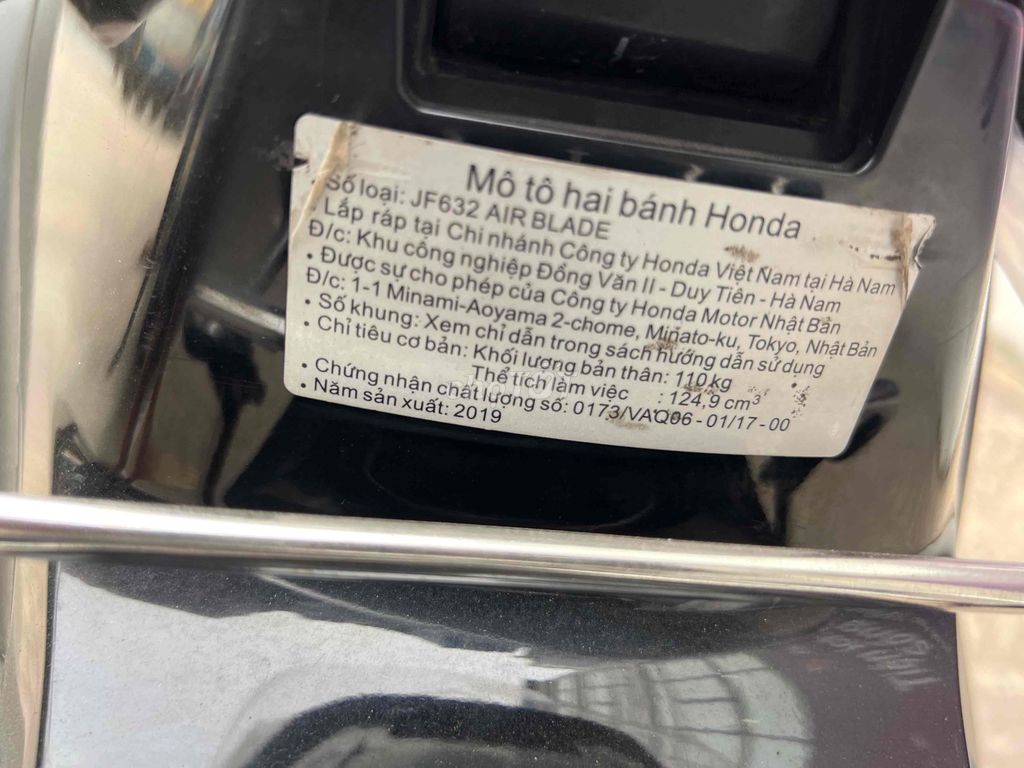 Mô tô hai bánh Honda
Số loại: JF632 AIR BLADE
Lắp ráp tại Chi nhánh Công ty Honda Việt Nam tại Hà Nam
Đ/c: Khu công nghiệp Đồng Văn II - Duy Tiên - Hà Nam
• Được sự cho phép của Công ty Honda Motor Nhật Bản
Đ/c: 1-1 Minami-Aoyama 2-chome, Minato-ku, Tokyo, Nhật Bản
• Số khung: Xem chỉ dẫn trong sách hướng dẫn sử dụng
• Chỉ tiêu cơ bản: Khối lượng bản thân: 110 kg
Thể tích làm việc : 124,9 cm³
• Chứng nhận chất lượng số: 0173/VAQ06 - 01/17 - 00
• Năm sản xuất: 2019